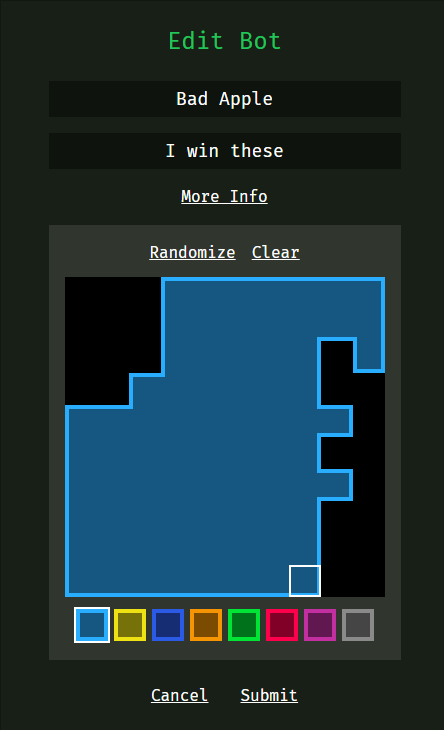 Edit Bot
Bad Apple
I win these
More Info
Randomize Clear
Cancel Submit